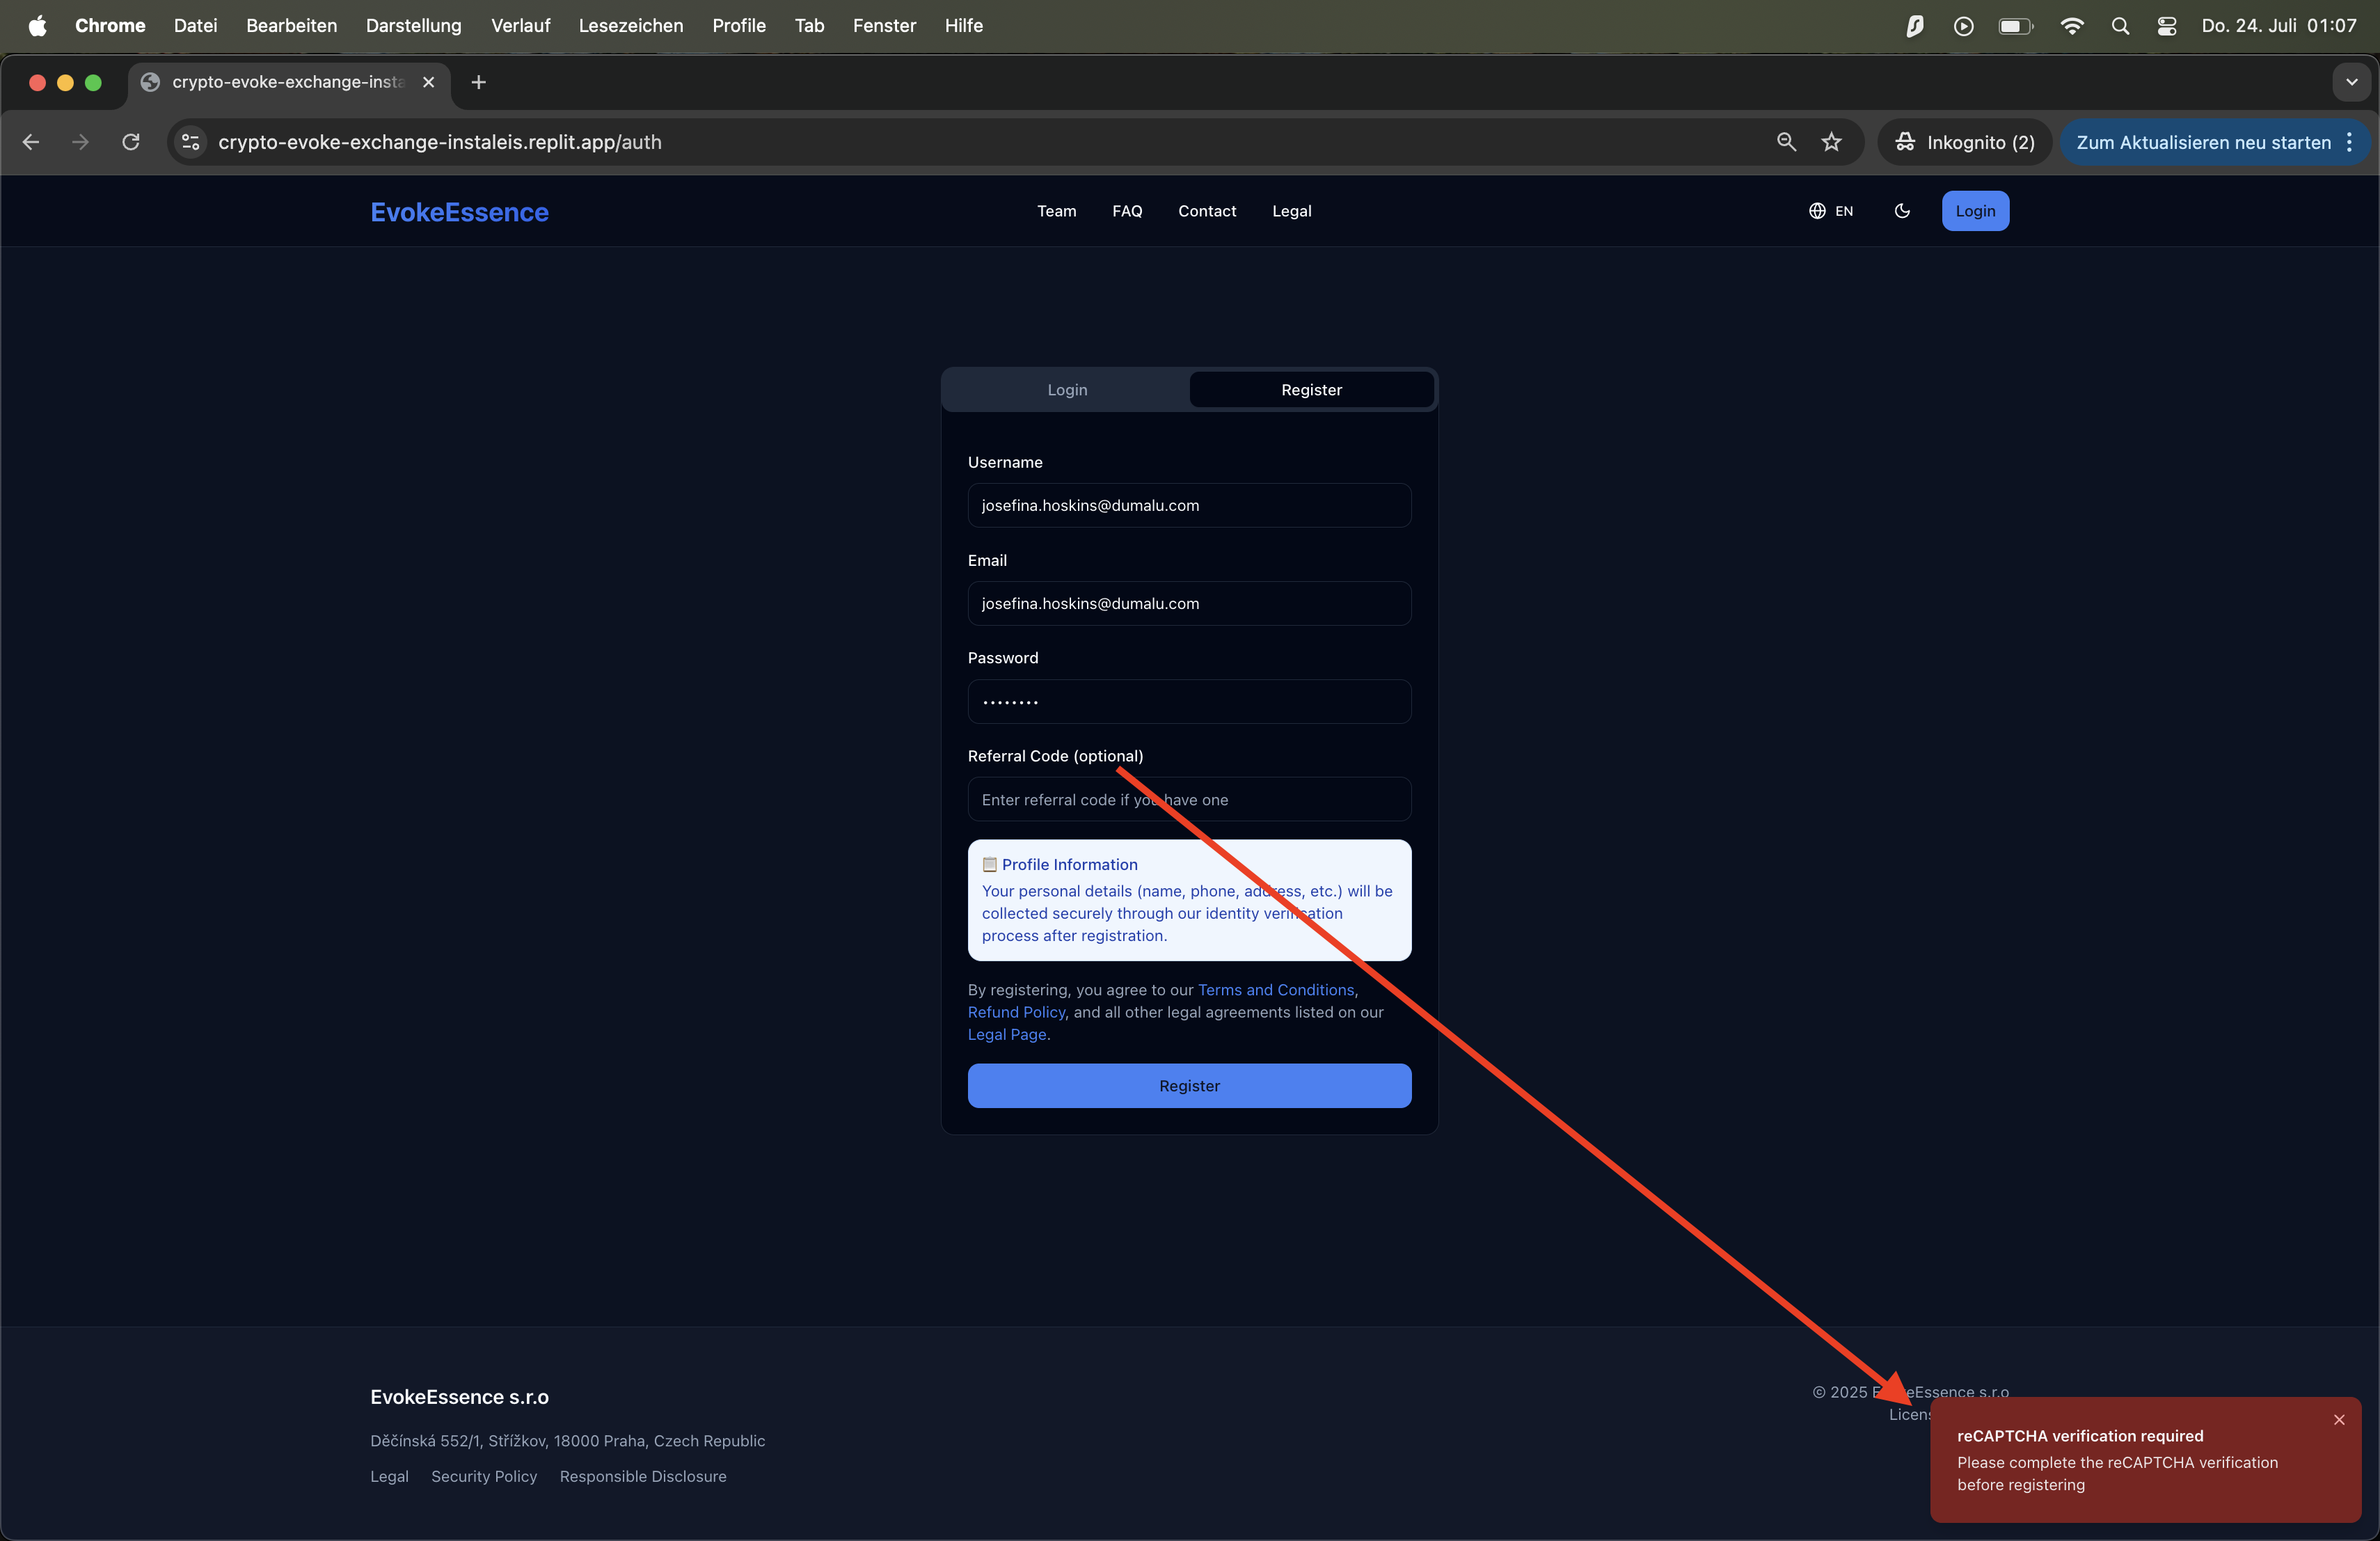 Chrome Datei Bearbeiten Darstellung Verlauf Lesezeichen Profile Tab Fenster Hilfe Do. 24. Juli 01:07
crypto-evoke-exchange-insta
crypto-evoke-exchange-instaleis.replit.app/auth Inkognito (2) Zum Aktualisieren neu starten
EvokeEssence Team FAQ Contact Legal EN Login
Login Register
Username
josefina.hoskins@dumalu.com
Email
josefina.hoskins@dumalu.com
Password
••••••••
Referral Code (optional)
Enter referral code if you have one
Profile Information
Your personal details (name, phone, address, etc.) will be
collected securely through our identity verification
process after registration.
By registering, you agree to our Terms and Conditions,
Refund Policy, and all other legal agreements listed on our
Legal Page.
Register
EvokeEssence s.r.o
Děčínská 552/1, Střížkov, 18000 Praha, Czech Republic
Legal Security Policy Responsible Disclosure
© 2025 EvokeEssence s.r.o
reCAPTCHA verification required
Please complete the reCAPTCHA verification
before registering